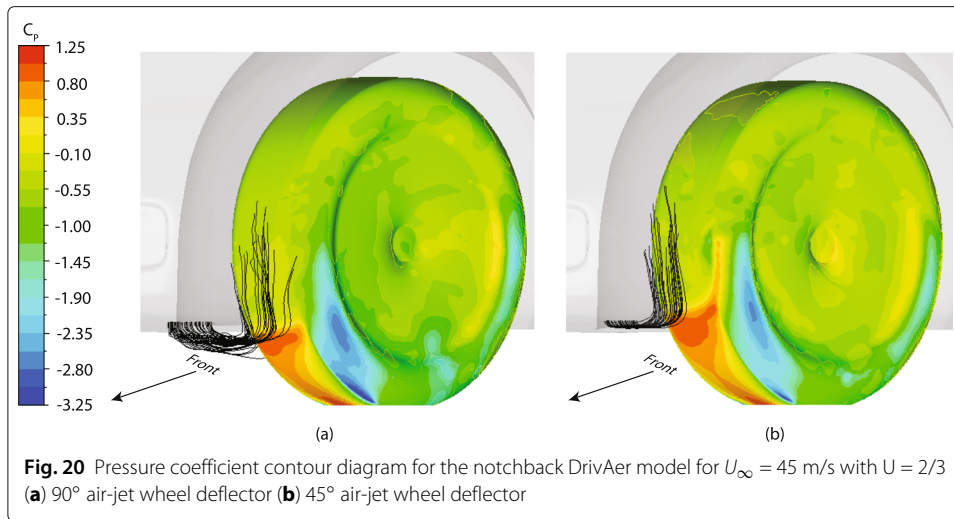 C_p
1.25
0.80
0.35
-0.10
-0.55
-1.00
-1.45
-1.90
-2.35
-2.80
-3.25
Front
(a)
Front
(b)
Fig. 20 Pressure coefficient contour diagram for the notchback DrivAer model for U∞ = 45 m/s with U = 2/3
(a) 90° air-jet wheel deflector (b) 45° air-jet wheel deflector